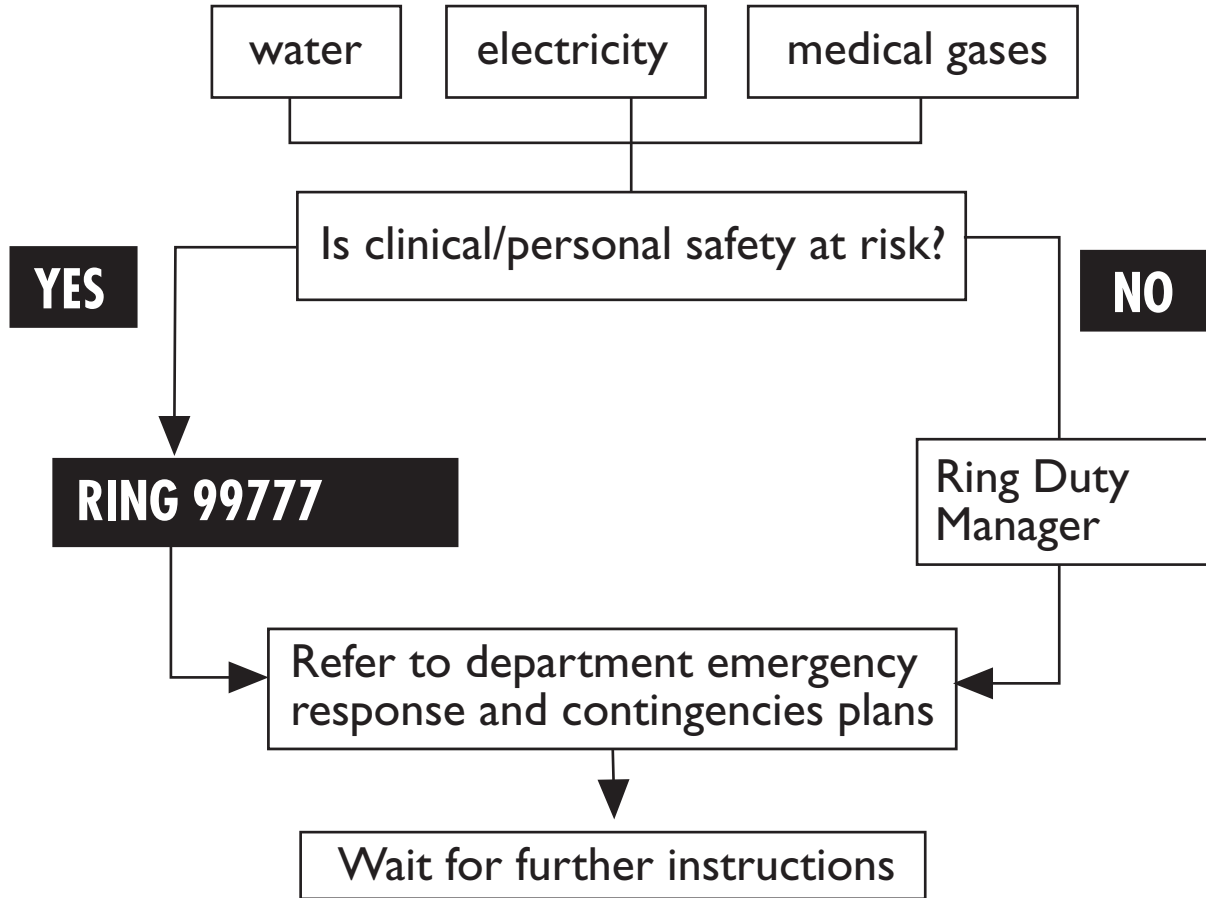 water
electricity
medical gases
Is clinical/personal safety at risk?
YES
NO
RING 99777
Ring Duty
Manager
Refer to department emergency
response and contingencies plans
Wait for further instructions